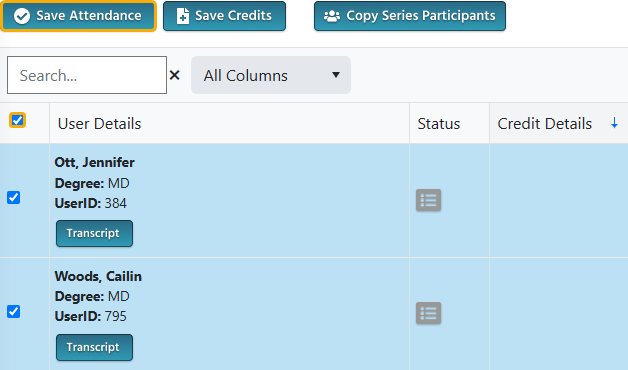 Save Attendance
Save Credits
Copy Series Participants
Search...
All Columns
User Details
Status
Credit Details
Ott, Jennifer
Degree: MD
UserID: 384
Transcript
Woods, Cailin
Degree: MD
UserID: 795
Transcript